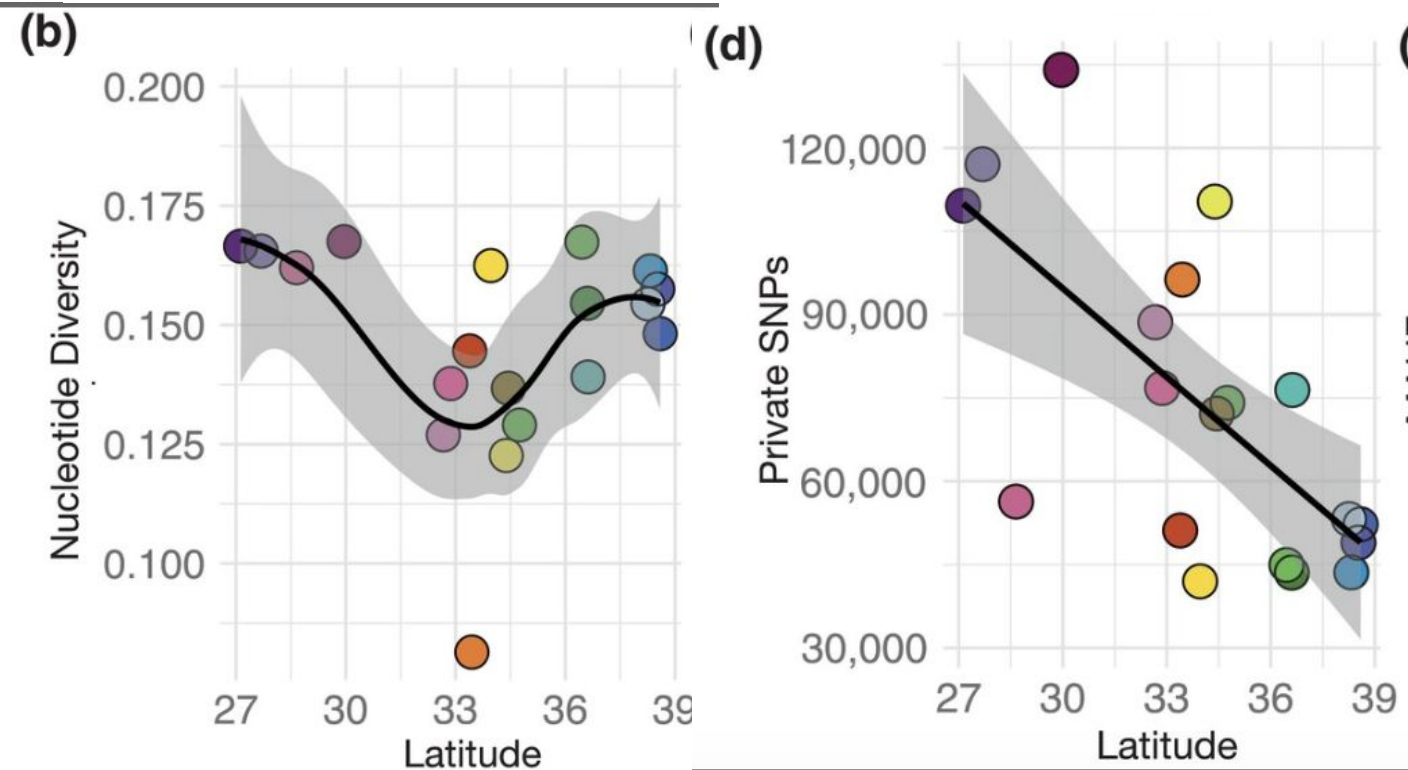 (b)
0.200
0.175
0.150
0.125
0.100
Nucleotide Diversity
27 30 33 36 39
Latitude
(d)
120,000
90,000
60,000
30,000
Private SNPs
27 30 33 36 39
Latitude